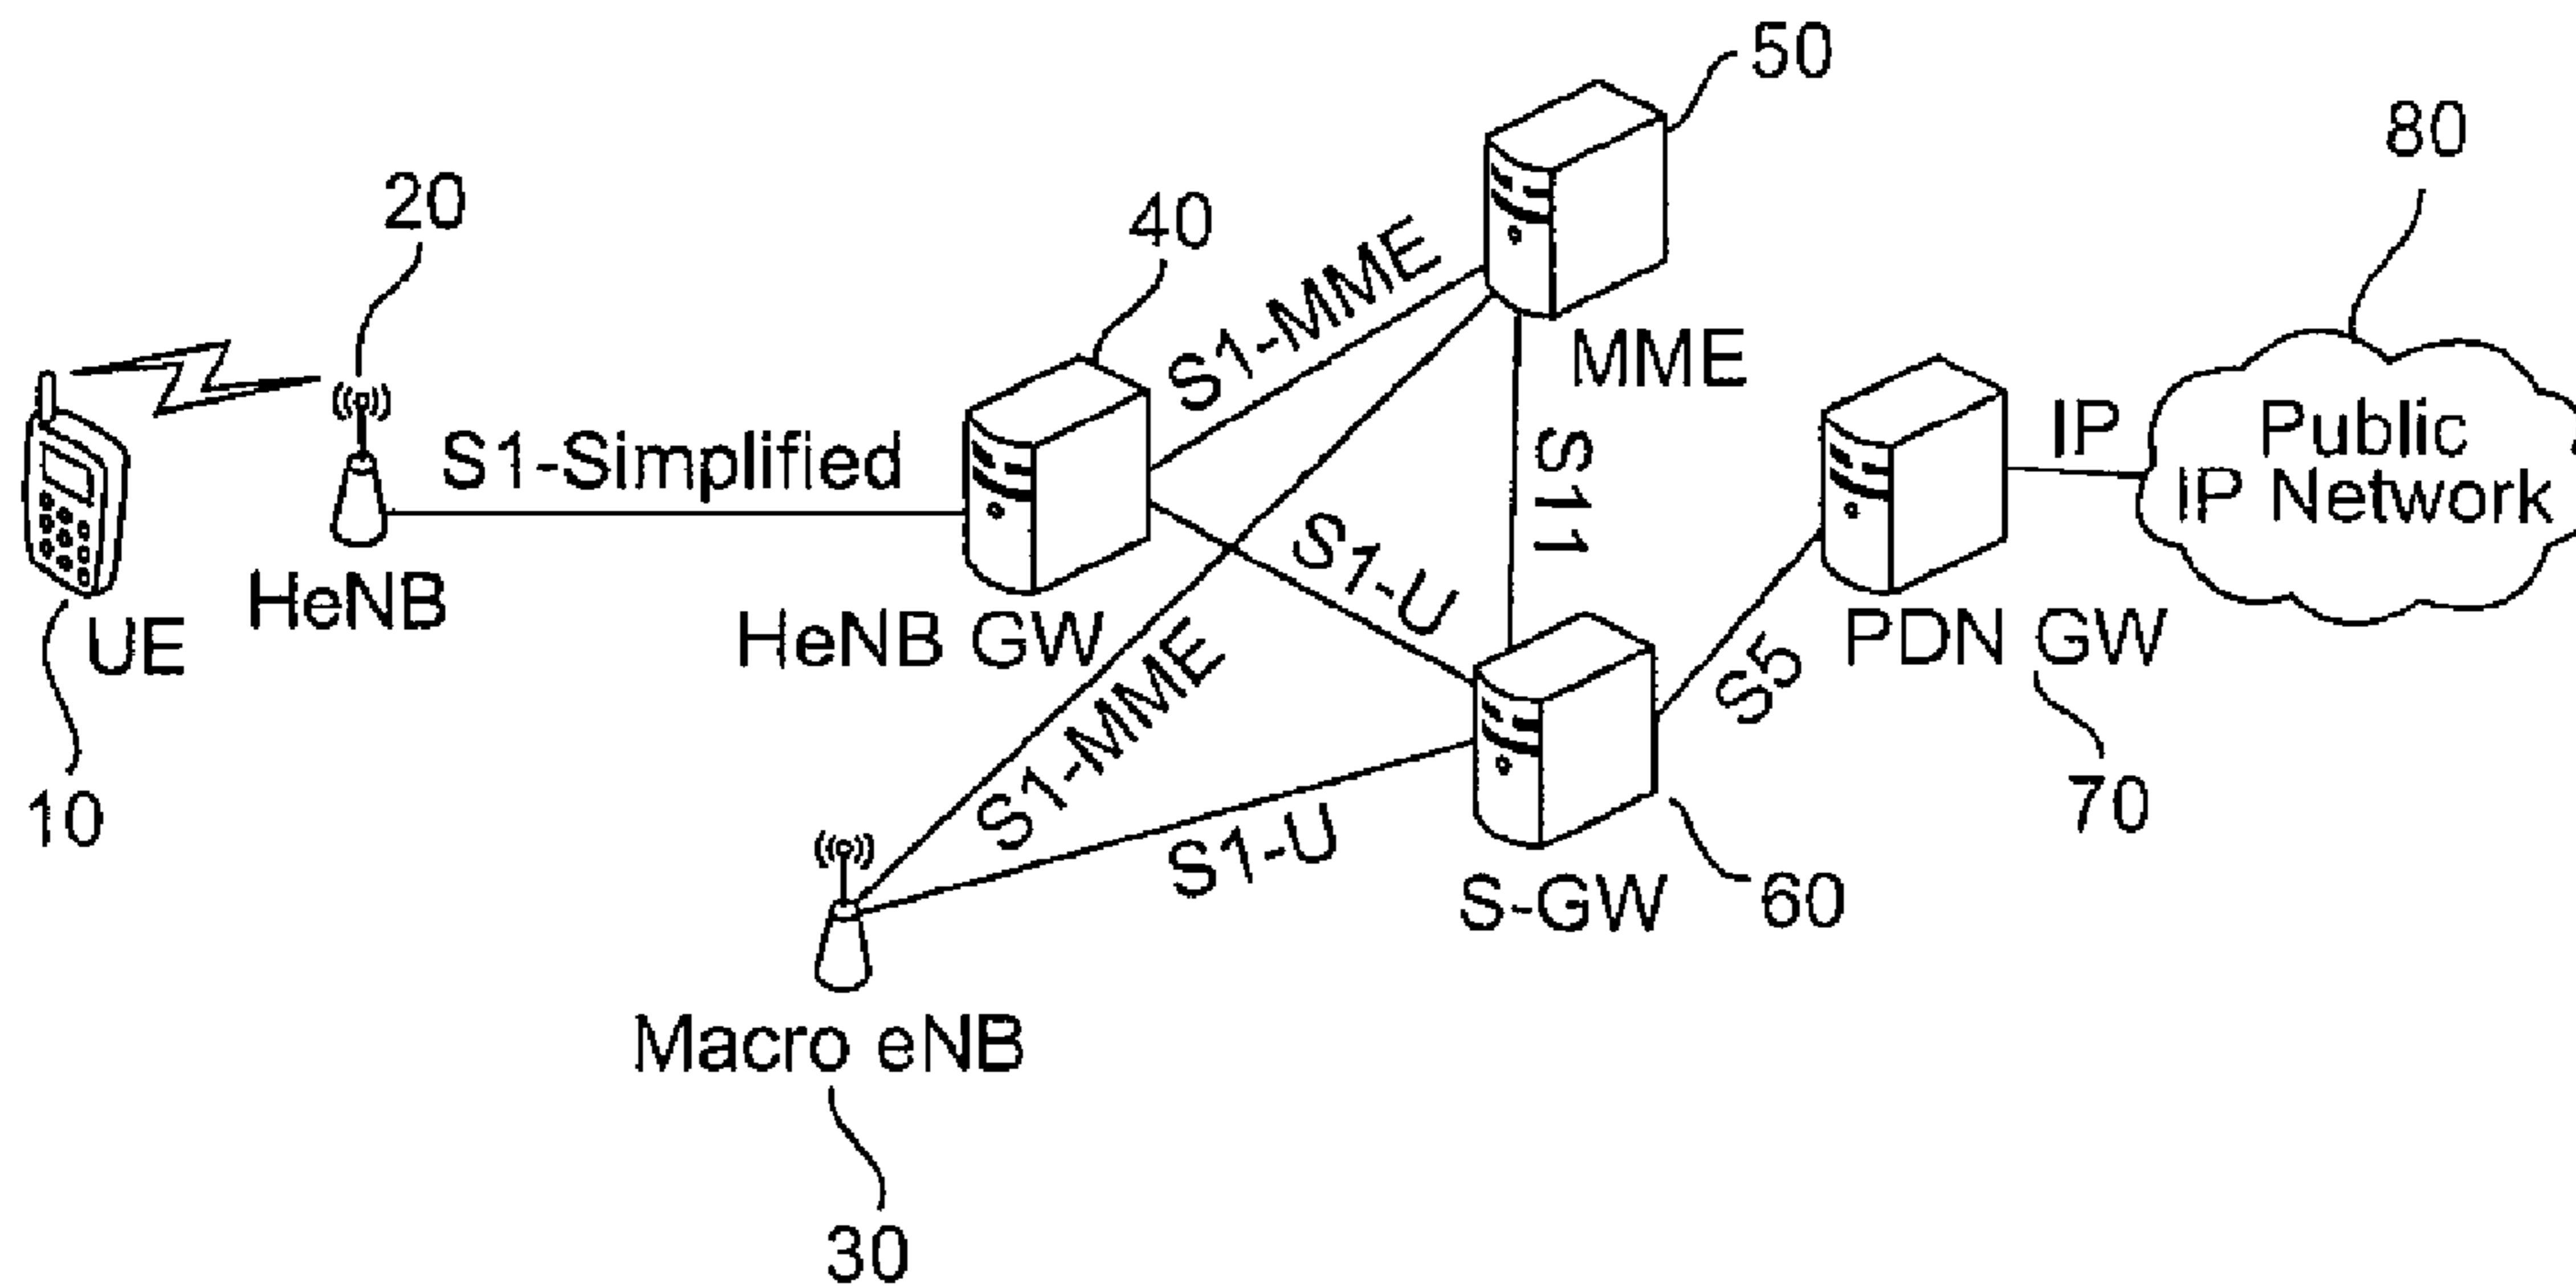 50
80
20
40
S1-MME
MME
IP
Public
IP Network
S1-Simplified
S11
HeNB
S1-U
UE
HeNB GW
PDN GW
S1-MME
S5
10
70
S1-U
S-GW
60
Macro eNB
30